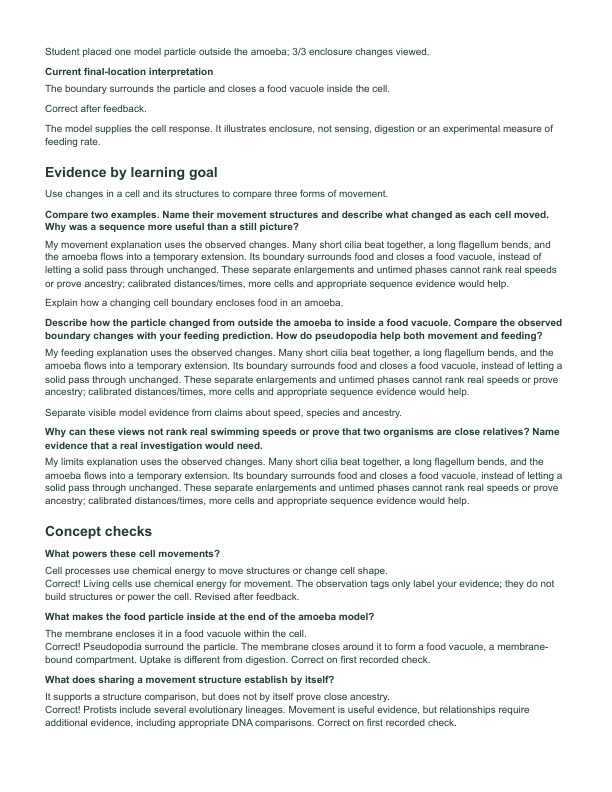 Student placed one model particle outside the amoeba; 3/3 enclosure changes viewed.
Current final-location interpretation
The boundary surrounds the particle and closes a food vacuole inside the cell.
Correct after feedback.
The model supplies the cell response. It illustrates enclosure, not sensing, digestion or an experimental measure of
feeding rate.
Evidence by learning goal
Use changes in a cell and its structures to compare three forms of movement.
Compare two examples. Name their movement structures and describe what changed as each cell moved.
Why was a sequence more useful than a still picture?
My movement explanation uses the observed changes. Many short cilia beat together, a long flagellum bends, and
the amoeba flows into a temporary extension. Its boundary surrounds food and closes a food vacuole, instead of
letting a solid pass through unchanged. These separate enlargements and untimed phases cannot rank real speeds
or prove ancestry; calibrated distances/times, more cells and appropriate sequence evidence would help.
Explain how a changing cell boundary encloses food in an amoeba.
Describe how the particle changed from outside the amoeba to inside a food vacuole. Compare the observed
boundary changes with your feeding prediction. How do pseudopodia help both movement and feeding?
My feeding explanation uses the observed changes. Many short cilia beat together, a long flagellum bends, and the
amoeba flows into a temporary extension. Its boundary surrounds food and closes a food vacuole, instead of letting a
solid pass through unchanged. These separate enlargements and untimed phases cannot rank real speeds or prove
ancestry; calibrated distances/times, more cells and appropriate sequence evidence would help.
Separate visible model evidence from claims about speed, species and ancestry.
Why can these views not rank real swimming speeds or prove that two organisms are close relatives? Name
evidence that a real investigation would need.
My limits explanation uses the observed changes. Many short cilia beat together, a long flagellum bends, and the
amoeba flows into a temporary extension. Its boundary surrounds food and closes a food vacuole, instead of letting a
solid pass through unchanged. These separate enlargements and untimed phases cannot rank real speeds or prove
ancestry; calibrated distances/times, more cells and appropriate sequence evidence would help.
Concept checks
What powers these cell movements?
Cell processes use chemical energy to move structures or change cell shape.
Correct! Living cells use chemical energy for movement. The observation tags only label your evidence; they do not
build structures or power the cell. Revised after feedback.
What makes the food particle inside at the end of the amoeba model?
The membrane encloses it in a food vacuole within the cell.
Correct! Pseudopodia surround the particle. The membrane closes around it to form a food vacuole, a membrane-
bound compartment. Uptake is different from digestion. Correct on first recorded check.
What does sharing a movement structure establish by itself?
It supports a structure comparison, but does not by itself prove close ancestry.
Correct! Protists include several evolutionary lineages. Movement is useful evidence, but relationships require
additional evidence, including appropriate DNA comparisons. Correct on first recorded check.